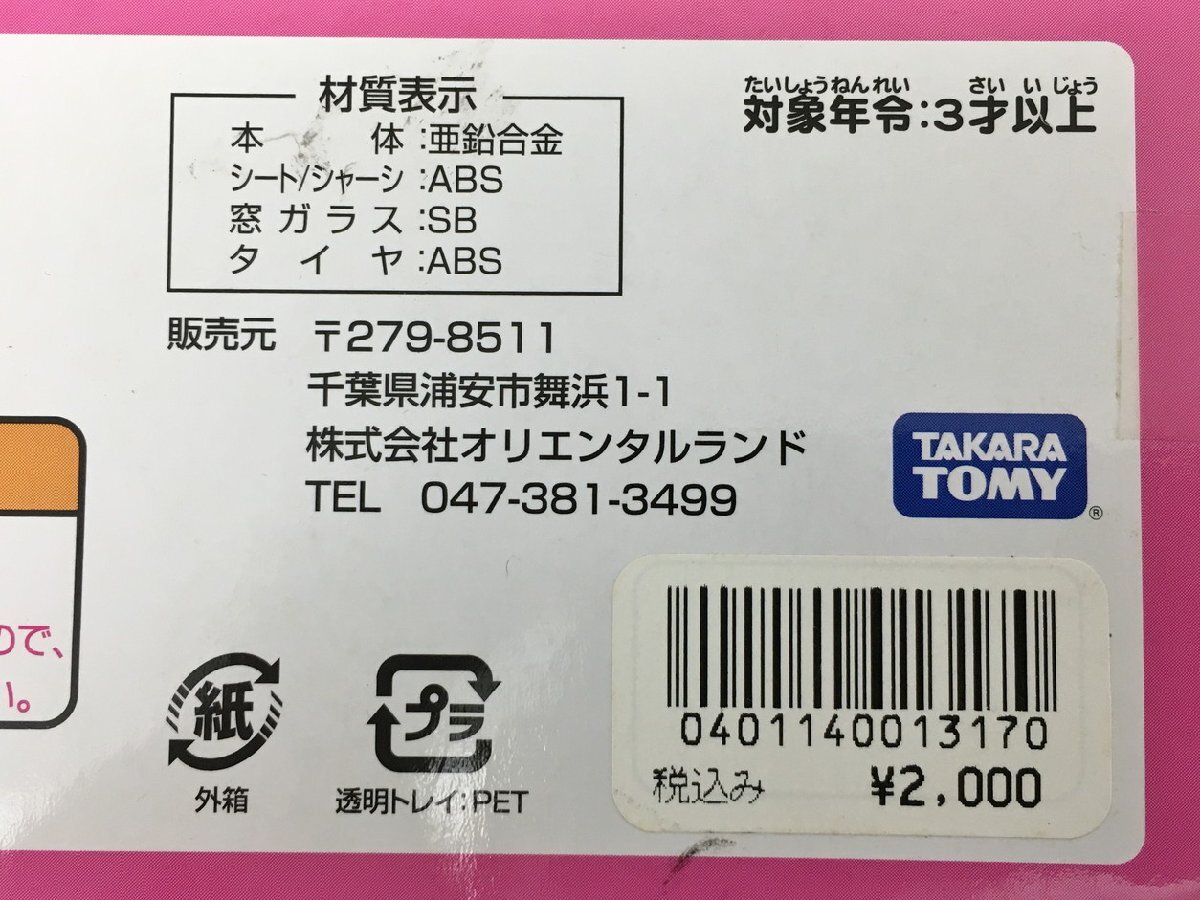 材質表示
本体:亜鉛合金
シート/シャーシ:ABS
窓ガラス:SB
タイヤ:ABS
たいしょうねんれい さい いじょう
対象年令:3才以上
販売元 〒279-8511
千葉県浦安市舞浜1-1
株式会社オリエンタルランド
TEL 047-381-3499
TAKARA
TOMY
®
ので、
い。
紙
外箱
プラ
透明トレイ:PET
0401140013170
税込み ¥2,000